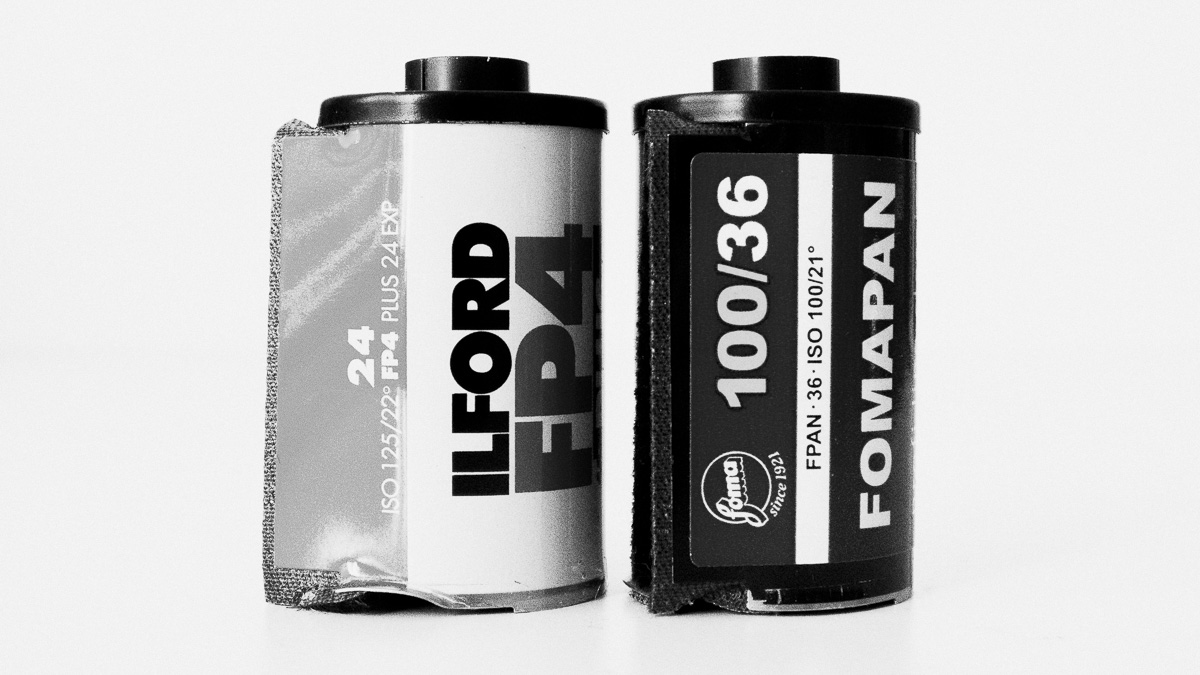 24
ISO 125/22° FP4 PLUS 24 EXP
ILFORD
FP4
PLUS
100/36
foma
since 1921
FPAN · 36 · ISO 100/21°
FOMAPAN